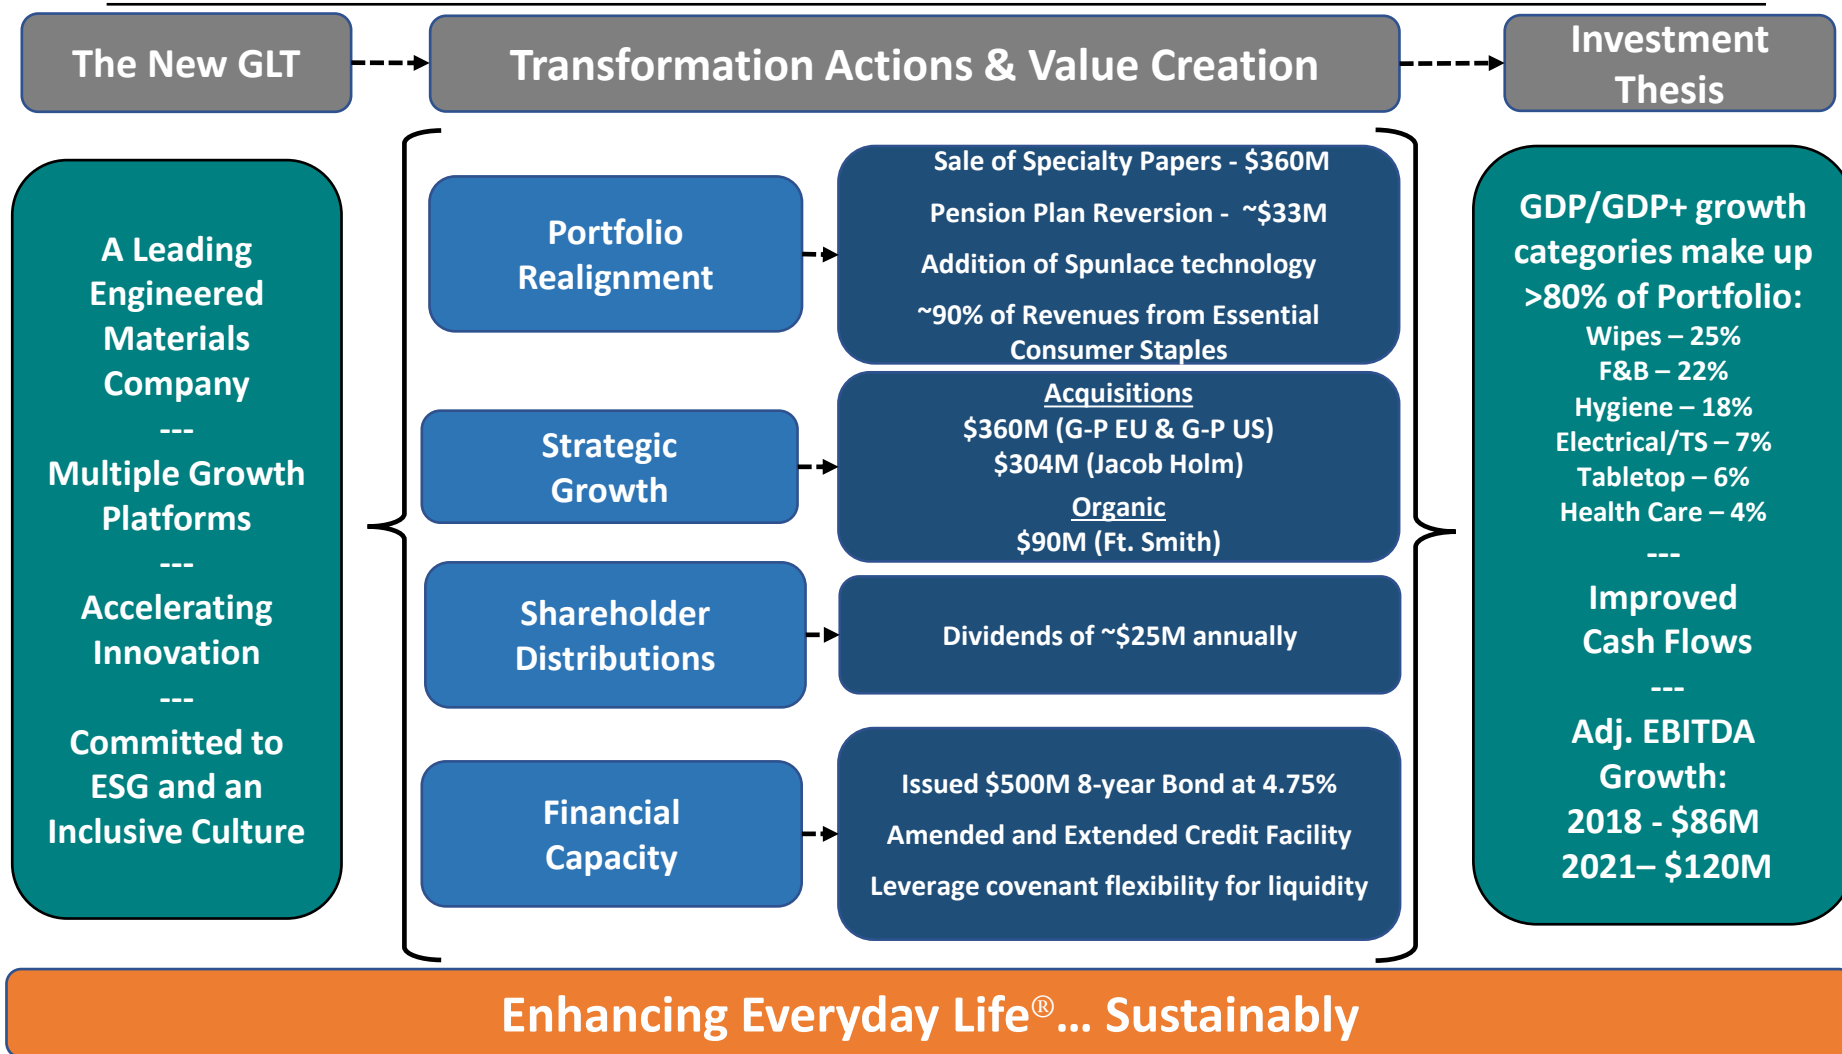 The New GLT
Transformation Actions & Value Creation
Investment
Thesis
A Leading
Engineered
Materials
Company
---
Multiple Growth
Platforms
---
Accelerating
Innovation
---
Committed to
ESG and an
Inclusive Culture
Portfolio
Realignment
Sale of Specialty Papers - $360M
Pension Plan Reversion - ~$33M
Addition of Spunlace technology
~90% of Revenues from Essential
Consumer Staples
Strategic
Growth
Acquisitions
$360M (G-P EU & G-P US)
$304M (Jacob Holm)
Organic
$90M (Ft. Smith)
Shareholder
Distributions
Dividends of ~$25M annually
Financial
Capacity
Issued $500M 8-year Bond at 4.75%
Amended and Extended Credit Facility
Leverage covenant flexibility for liquidity
GDP/GDP+ growth
categories make up
>80% of Portfolio:
Wipes – 25%
F&B – 22%
Hygiene – 18%
Electrical/TS – 7%
Tabletop – 6%
Health Care – 4%
---
Improved
Cash Flows
---
Adj. EBITDA
Growth:
2018 - $86M
2021– $120M
Enhancing Everyday Life®... Sustainably